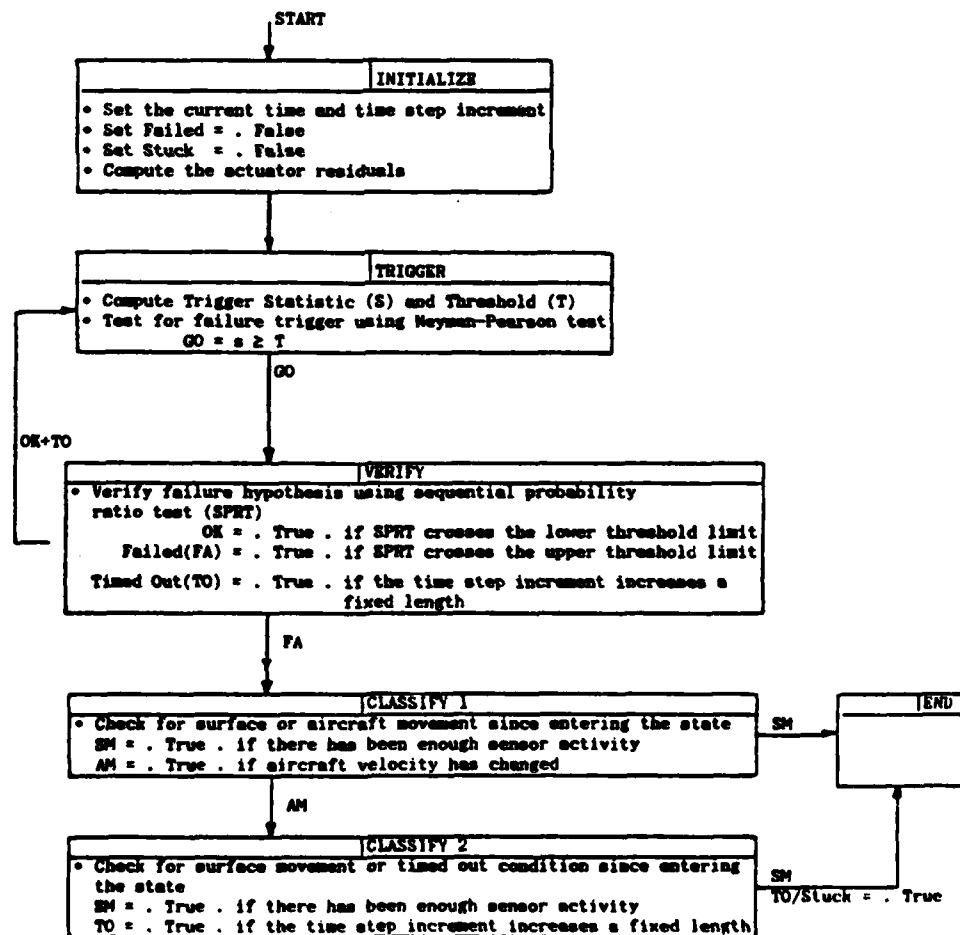 START
INITIALIZE
• Set the current time and time step increment
• Set Failed = . False
• Set Stuck = . False
• Compute the actuator residuals
TRIGGER
• Compute Trigger Statistic (S) and Threshold (T)
• Test for failure trigger using Neyman-Pearson test
GO = s ≥ T
GO
OK+TO
VERIFY
• Verify failure hypothesis using sequential probability
ratio test (SPRT)
OK = . True . if SPRT crosses the lower threshold limit
Failed(FA) = . True . if SPRT crosses the upper threshold limit
Timed Out(TO) = . True . if the time step increment increases a
fixed length
FA
CLASSIFY 1
• Check for surface or aircraft movement since entering the state
SM = . True . if there has been enough sensor activity
AM = . True . if aircraft velocity has changed
SM
END
AM
CLASSIFY 2
• Check for surface movement or timed out condition since entering
the state
SM = . True . if there has been enough sensor activity
TO = . True . if the time step increment increases a fixed length
SM
TO/Stuck = . True